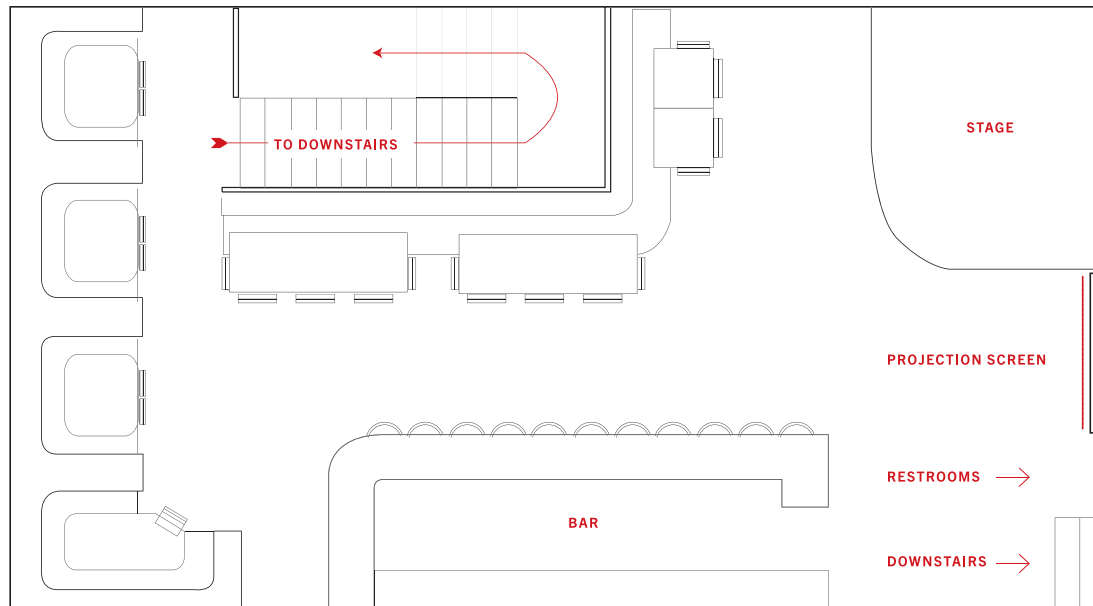 STAGE
TO DOWNSTAIRS
PROJECTION SCREEN
RESTROOMS
BAR
DOWNSTAIRS